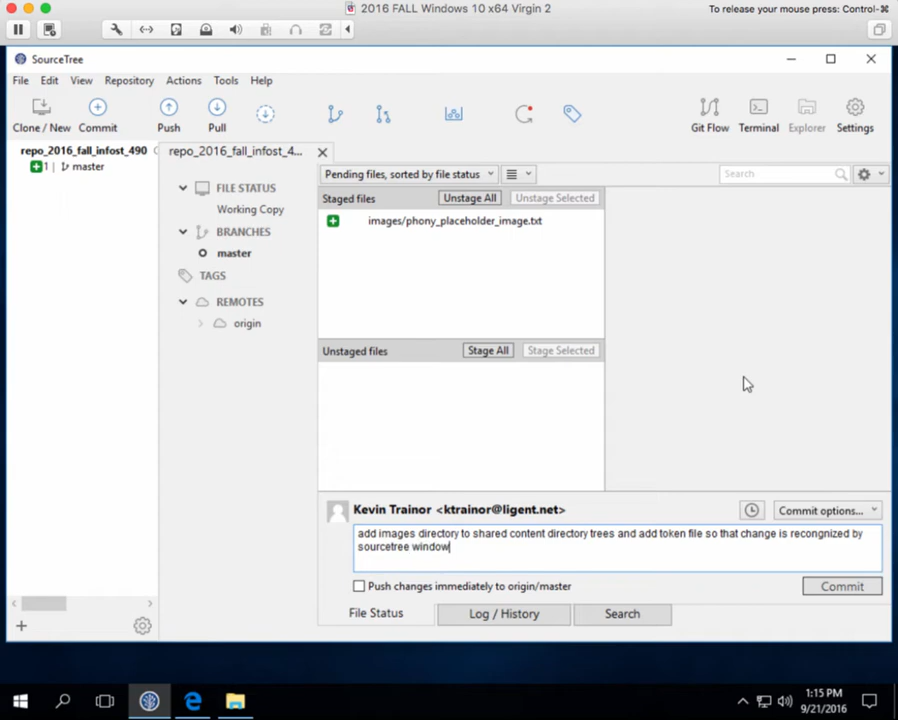 2016 FALL Windows 10 x64 Virgin 2
To release your mouse press: Control-⌘
SourceTree
File Edit View Repository Actions Tools Help
Clone / New Commit Push Pull Git Flow Terminal Explorer Settings
repo_2016_fall_infost_490
1 master
repo_2016_fall_infost_4...
FILE STATUS
Working Copy
BRANCHES
master
TAGS
REMOTES
origin
Pending files, sorted by file status
Search
Staged files Unstage All Unstage Selected
images/phony_placeholder_image.txt
Unstaged files Stage All Stage Selected
Kevin Trainor <ktrainor@ligent.net>
Commit options...
add images directory to shared content directory trees and add token file so that change is recongnized by
sourcetree window
Push changes immediately to origin/master
Commit
File Status Log / History Search
1:15 PM
9/21/2016